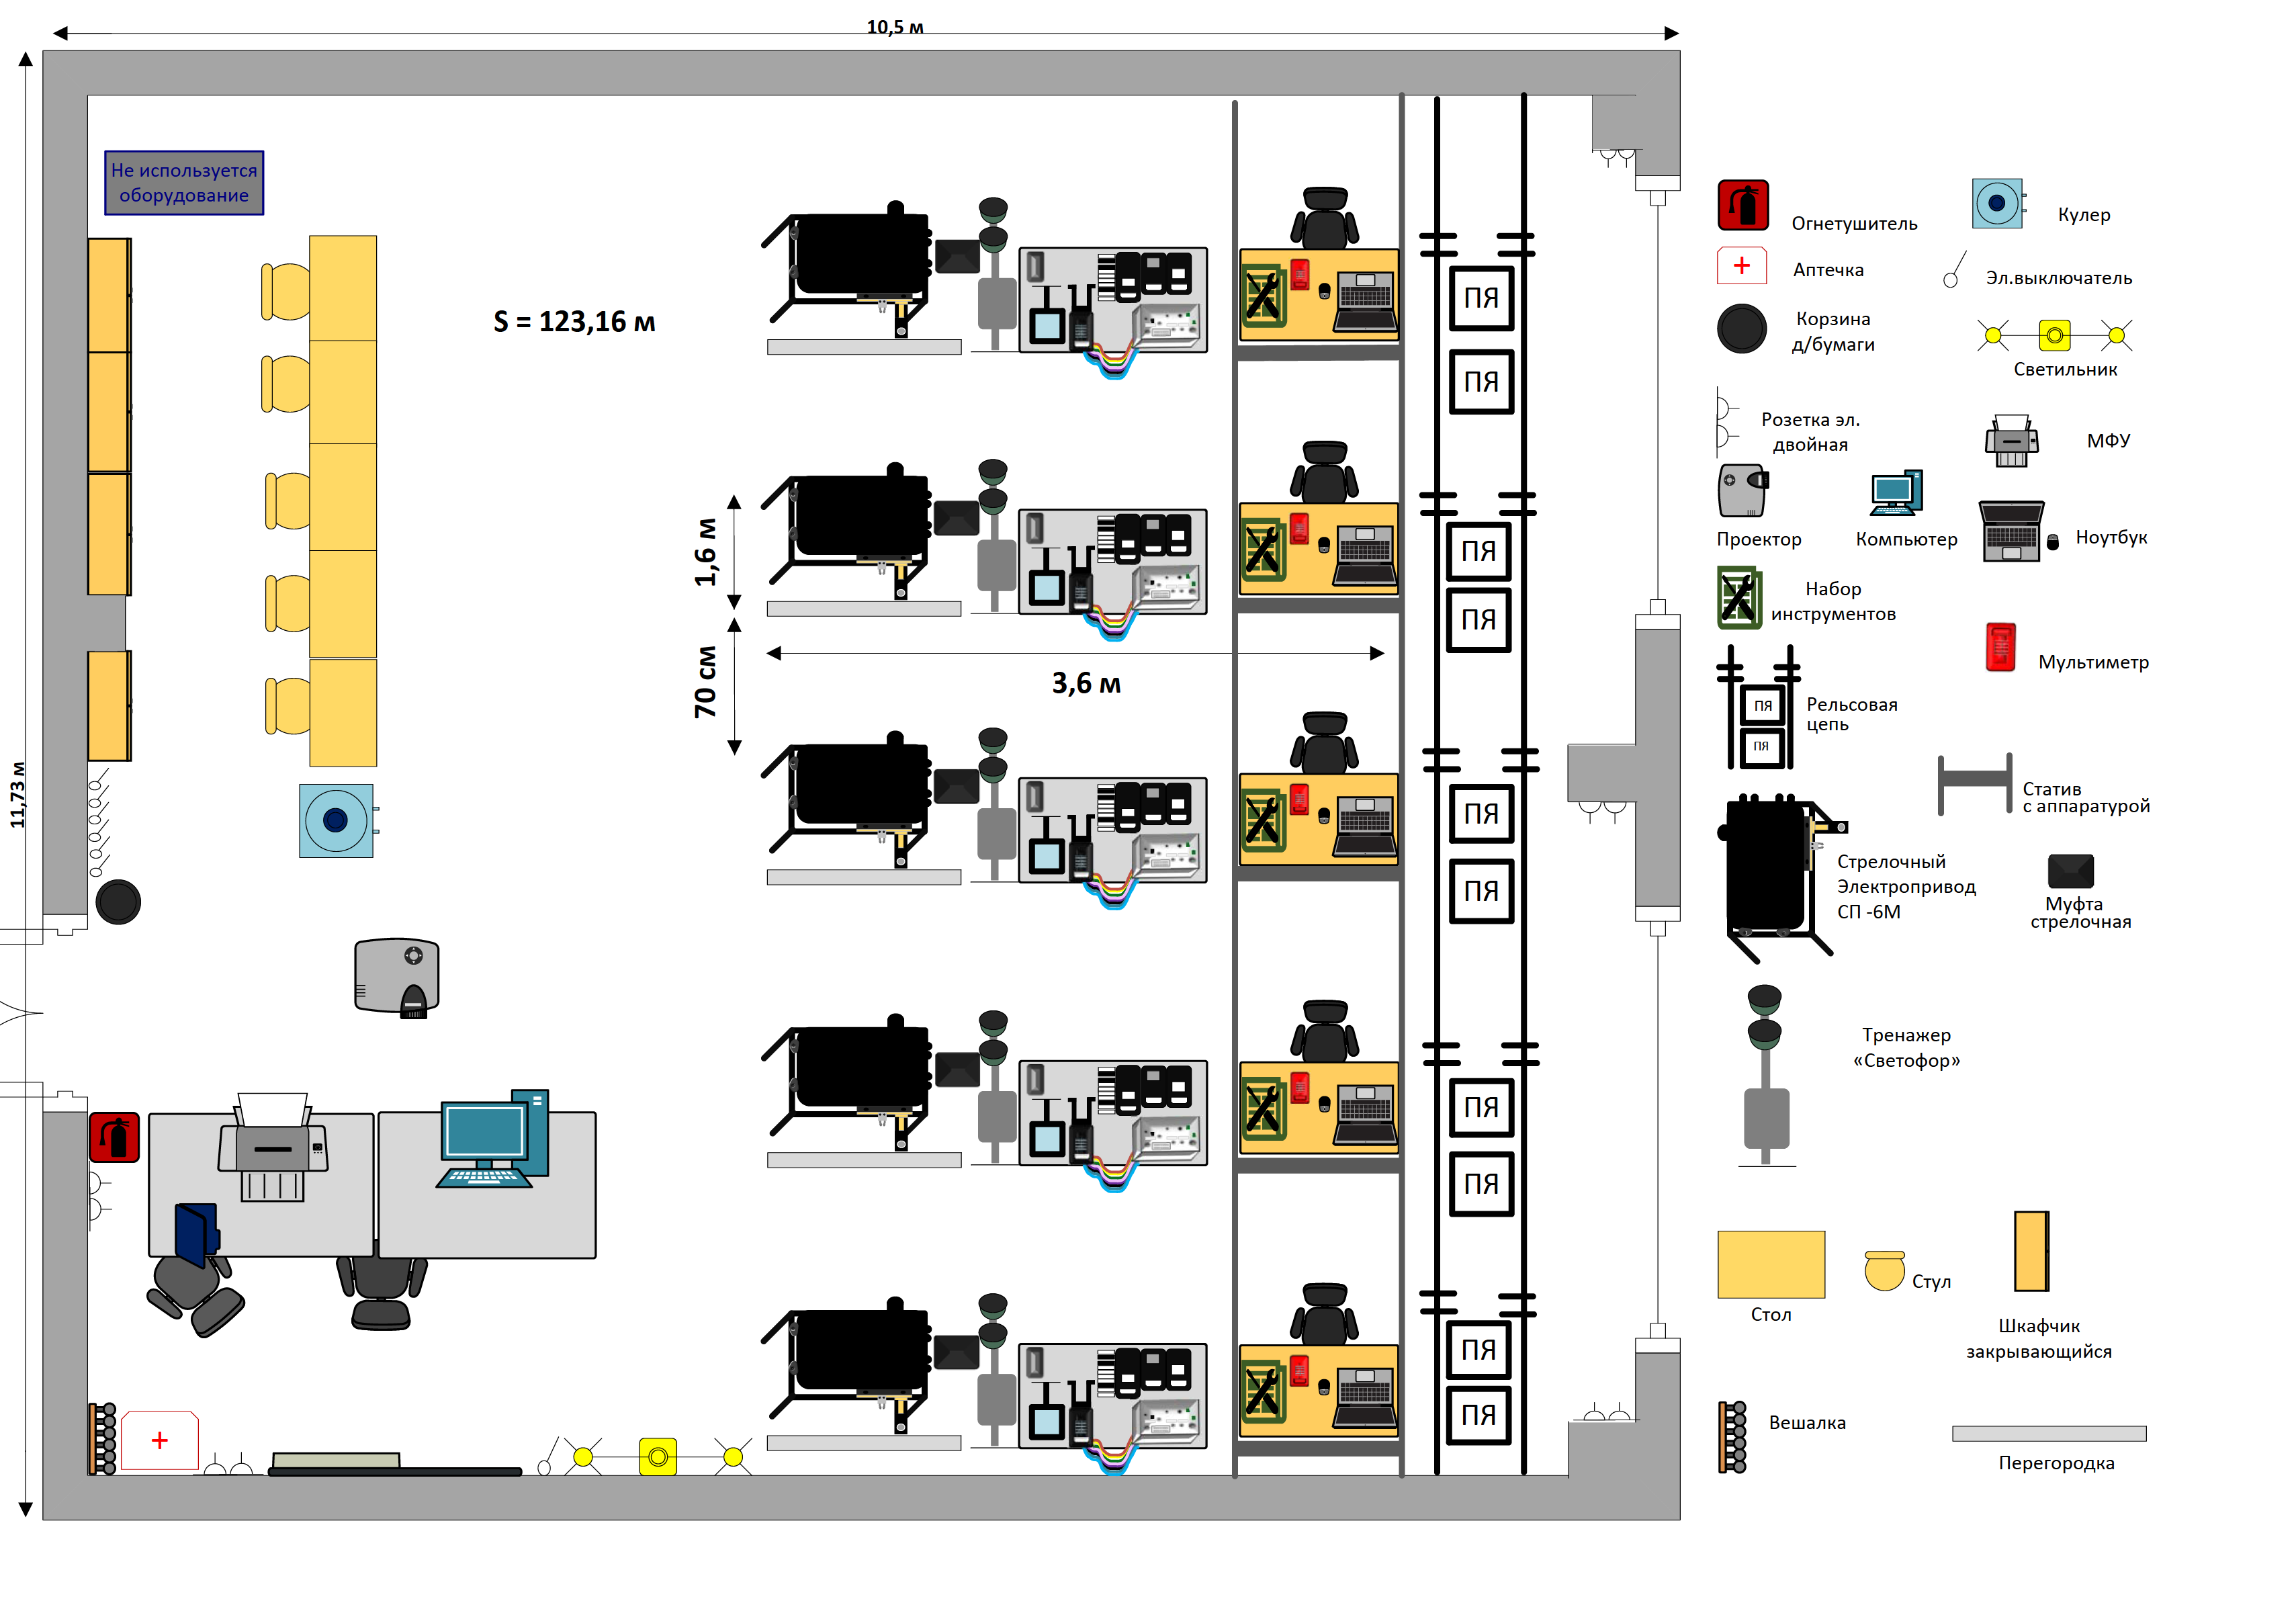 10,5 м
11,73 м
Не используется
оборудование
S = 123,16 м
1,6 м
70 см
3,6 м
ПЯ
ПЯ
ПЯ
ПЯ
ПЯ
ПЯ
ПЯ
ПЯ
ПЯ
ПЯ
Огнетушитель
Кулер
Аптечка
Эл.выключатель
Корзина
д/бумаги
Светильник
Розетка эл.
двойная
МФУ
Проектор
Компьютер
Ноутбук
Набор
инструментов
Мультиметр
ПЯ
ПЯ
Рельсовая
цепь
Статив
с аппаратурой
Стрелочный
Электропривод
СП -6М
Муфта
стрелочная
Тренажер
«Светофор»
Стол
Стул
Шкафчик
закрывающийся
Вешалка
Перегородка